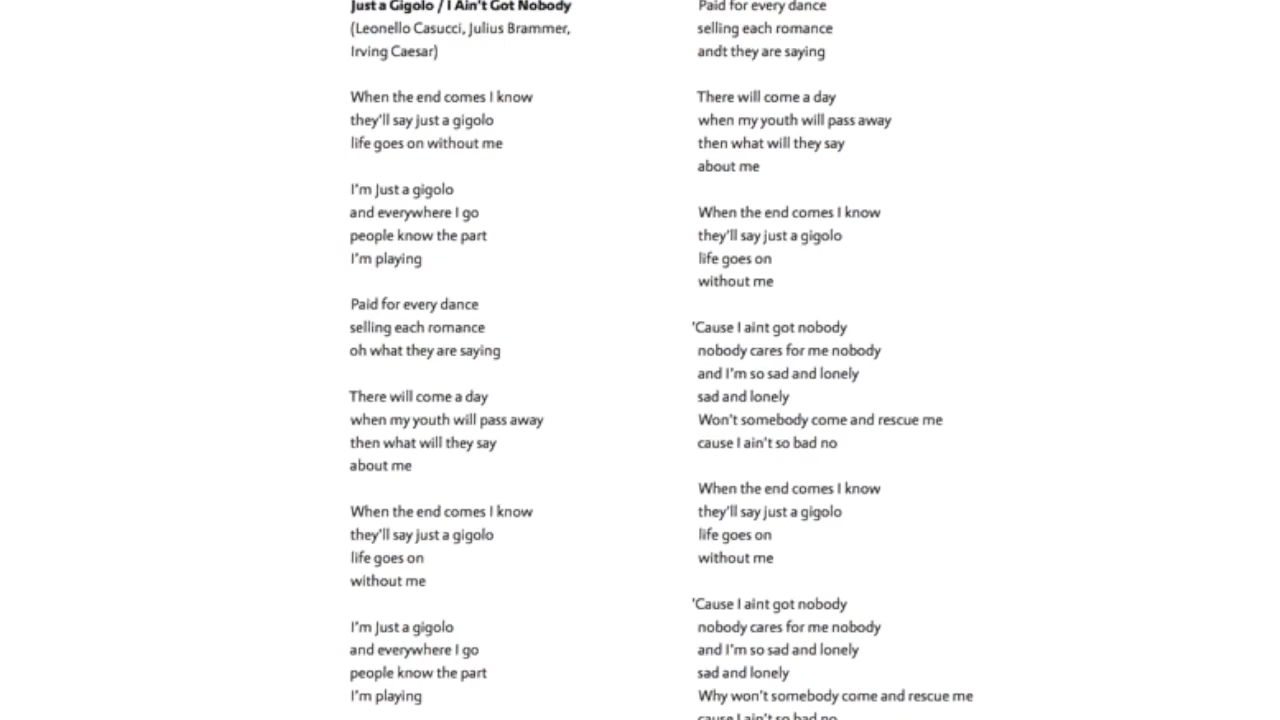 Just a Gigolo / I Ain't Got Nobody
(Leonello Casucci, Julius Brammer,
Irving Caesar)

When the end comes I know
they'll say just a gigolo
life goes on without me

I'm Just a gigolo
and everywhere I go
people know the part
I'm playing

Paid for every dance
selling each romance
oh what they are saying

There will come a day
when my youth will pass away
then what will they say
about me

When the end comes I know
they'll say just a gigolo
life goes on
without me

I'm Just a gigolo
and everywhere I go
people know the part
I'm playing

Paid for every dance
selling each romance
andt they are saying

There will come a day
when my youth will pass away
then what will they say
about me

When the end comes I know
they'll say just a gigolo
life goes on
without me

'Cause I aint got nobody
nobody cares for me nobody
and I'm so sad and lonely
sad and lonely
Won't somebody come and rescue me
cause I ain't so bad no

When the end comes I know
they'll say just a gigolo
life goes on
without me

'Cause I aint got nobody
nobody cares for me nobody
and I'm so sad and lonely
sad and lonely
Why won't somebody come and rescue me
cause I ain't so bad no